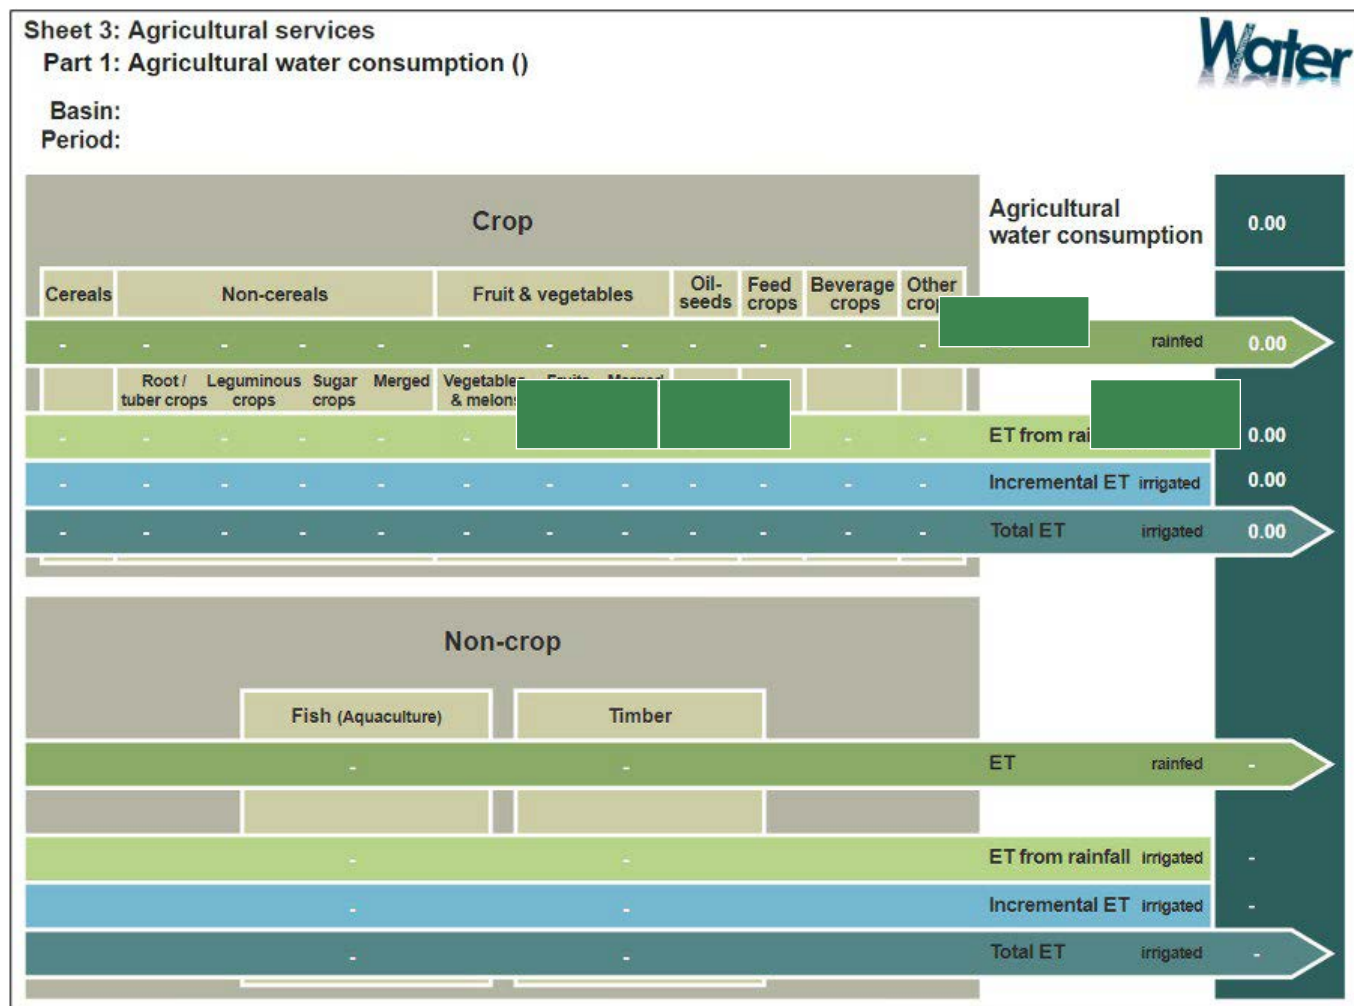 Sheet 3: Agricultural services
Part 1: Agricultural water consumption ()
Water
Basin:
Period:
Crop
Agricultural
water consumption
0.00
Cereals Non-cereals Fruit & vegetables Oil-
seeds Feed
crops Beverage
crops Other
- - - - - - - - - - - - - rainfed 0.00
Root /
tuber crops Leguminous
crops Sugar
crops Merged Vegetables
& melons
- - - - - - - - ET from 0.00
- - - - - - - - - - - - - Incremental ET irrigated 0.00
- - - - - - - - - - - - - Total ET irrigated 0.00
Non-crop
Fish (Aquaculture) Timber
- - ET rainfed -
- - ET from rainfall irrigated -
- - Incremental ET irrigated -
- - Total ET irrigated -